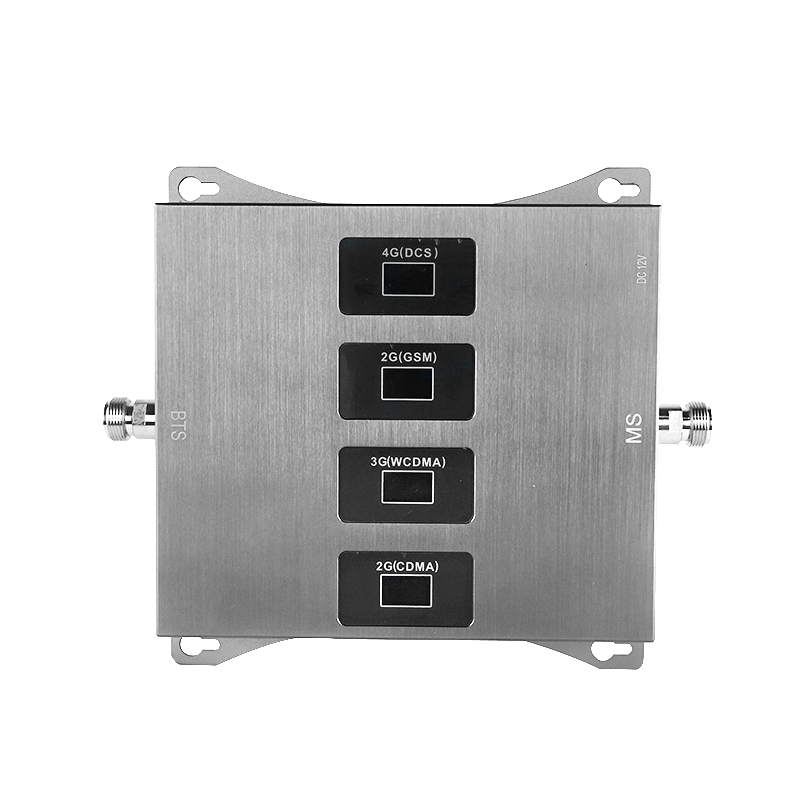 4G(DCS)
DC 12V
2G(GSM)
BTS
MS
3G(WCDMA)
2G(CDMA)